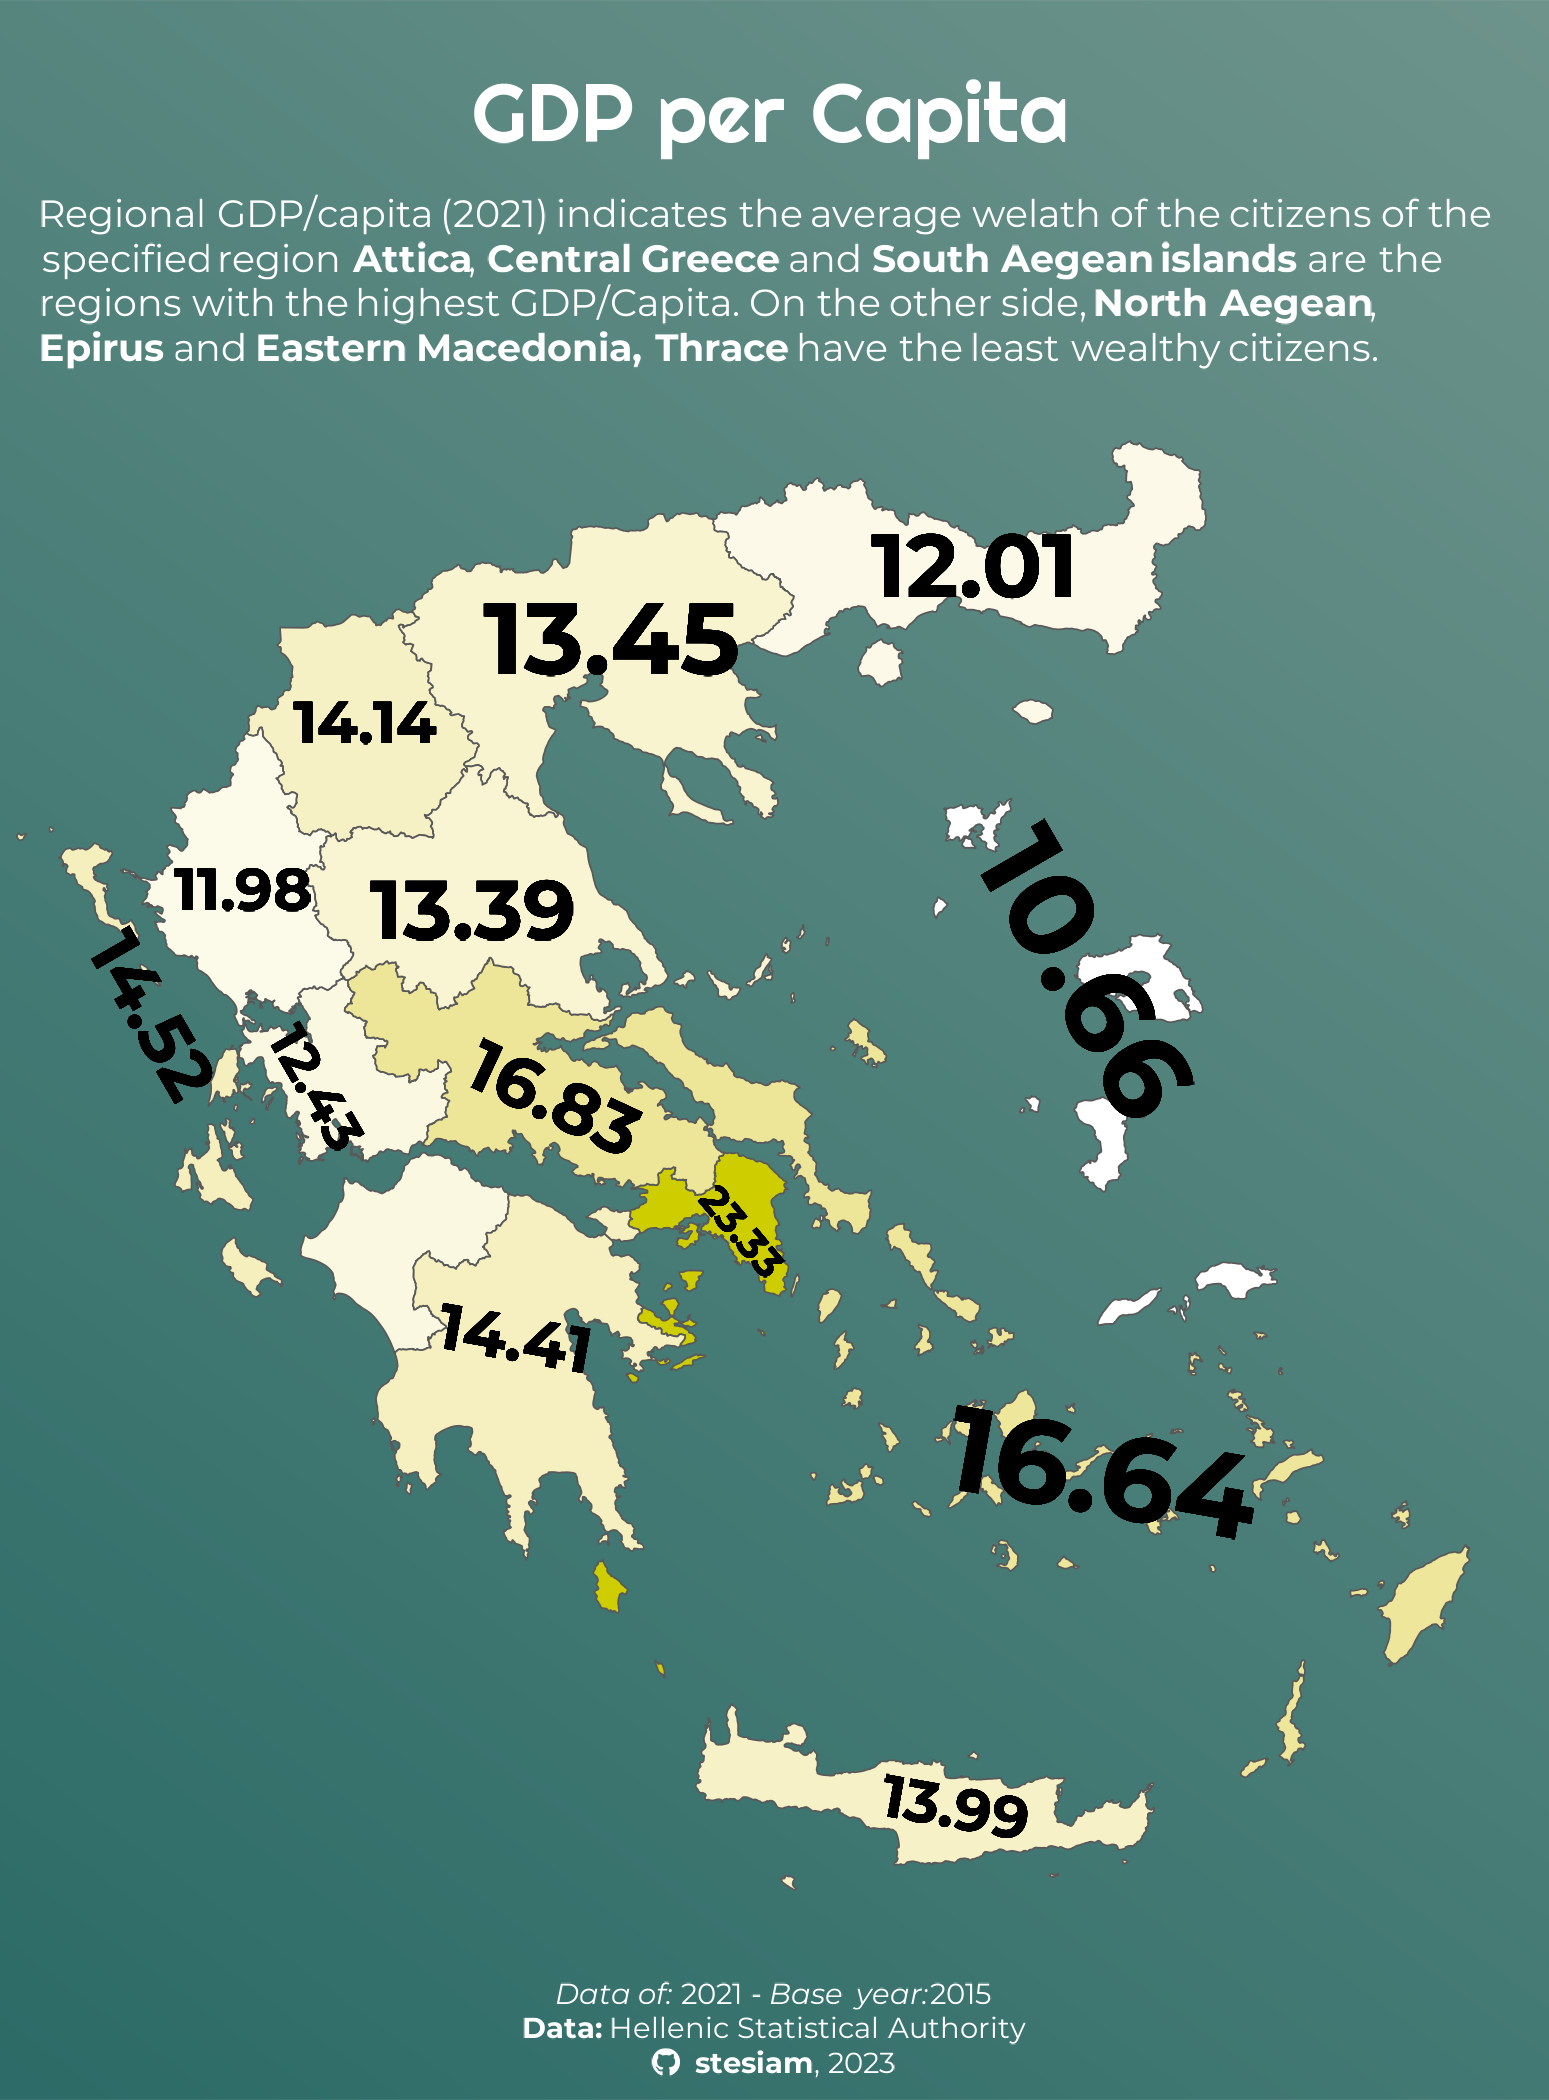 GDP per Capita
Regional GDP/capita (2021) indicates the average welath of the citizens of the
specified region Attica, Central Greece and South Aegean islands are the
regions with the highest GDP/Capita. On the other side, North Aegean,
Epirus and Eastern Macedonia, Thrace have the least wealthy citizens.
12.01
13.45
14.14
11.98
13.39
10.66
14.52
12.43
16.83
23.33
14.41
16.64
13.99
Data of: 2021 - Base year:2015
Data: Hellenic Statistical Authority
stesiam, 2023